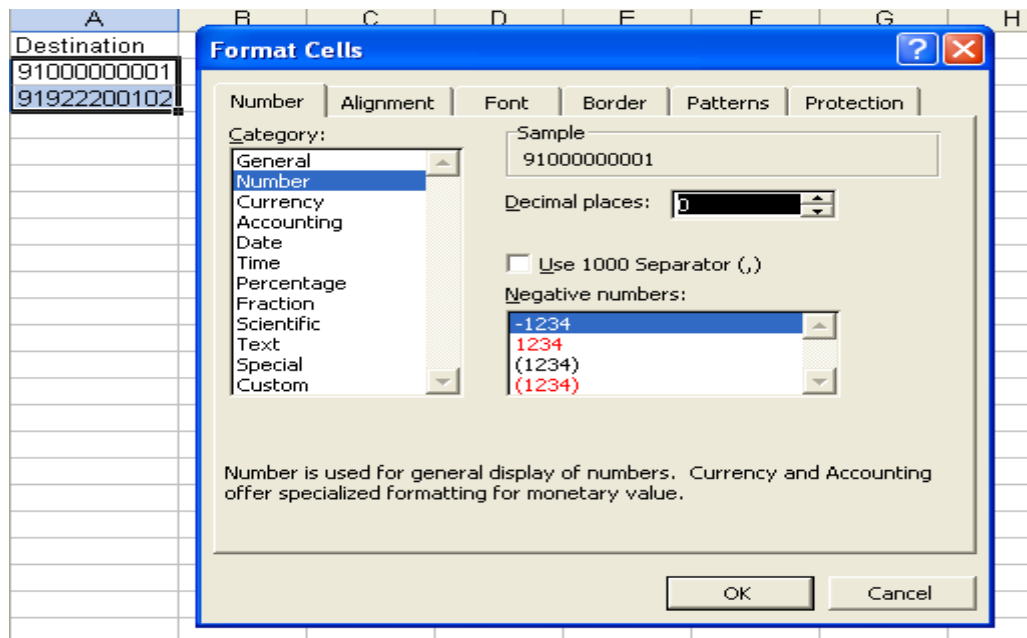 A B C D E F G H
Destination
91000000001
91922200102
Format Cells
Number Alignment Font Border Patterns Protection
Category:
General
Number
Currency
Accounting
Date
Time
Percentage
Fraction
Scientific
Text
Special
Custom
Sample
91000000001
Decimal places: 0
Use 1000 Separator (,)
Negative numbers:
-1234
1234
(1234)
(1234)
Number is used for general display of numbers. Currency and Accounting
offer specialized formatting for monetary value.
OK Cancel